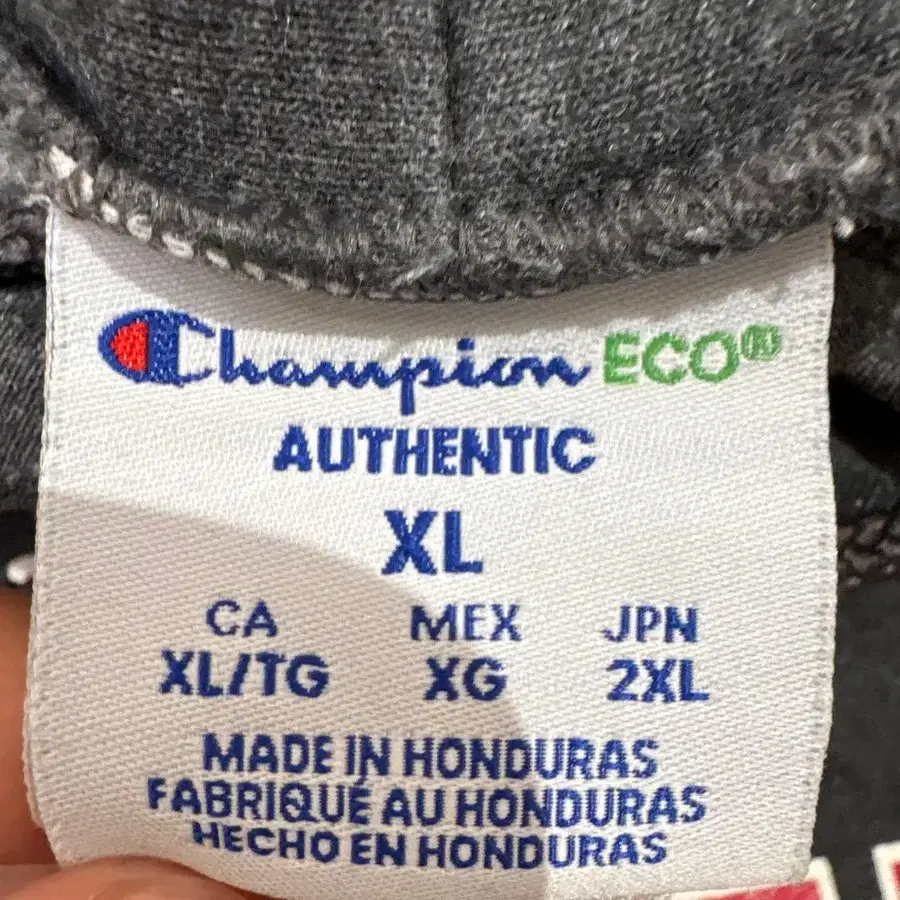 Champion ECO®
AUTHENTIC
XL
CA MEX JPN
XL/TG XG 2XL
MADE IN HONDURAS
FABRIQUÉ AU HONDURAS
HECHO EN HONDURAS